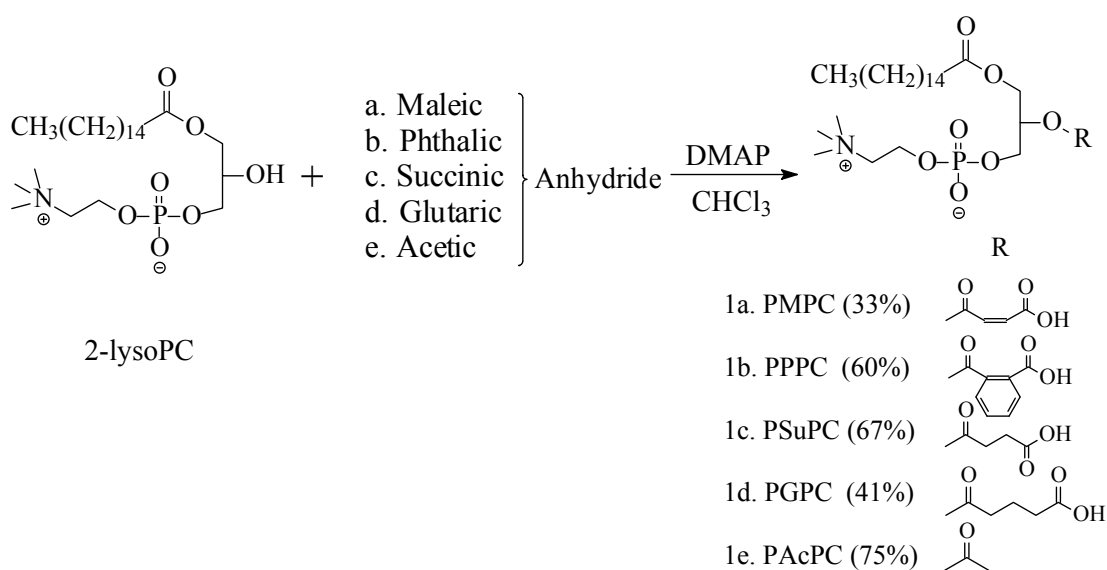 O
CH₃(CH₂)₁₄
O
OH
N
⊕
O
O
P
O
O
⊖
2-lysoPC
+
a. Maleic
b. Phthalic
c. Succinic
d. Glutaric
e. Acetic
Anhydride
DMAP
CHCl₃
O
CH₃(CH₂)₁₄
O
O
R
N
⊕
O
O
P
O
O
⊖
R
1a. PMPC (33%)
O
O
OH
1b. PPPC (60%)
O
O
OH
1c. PSuPC (67%)
O
OH
O
1d. PGPC (41%)
O
O
OH
1e. PAcPC (75%)
O